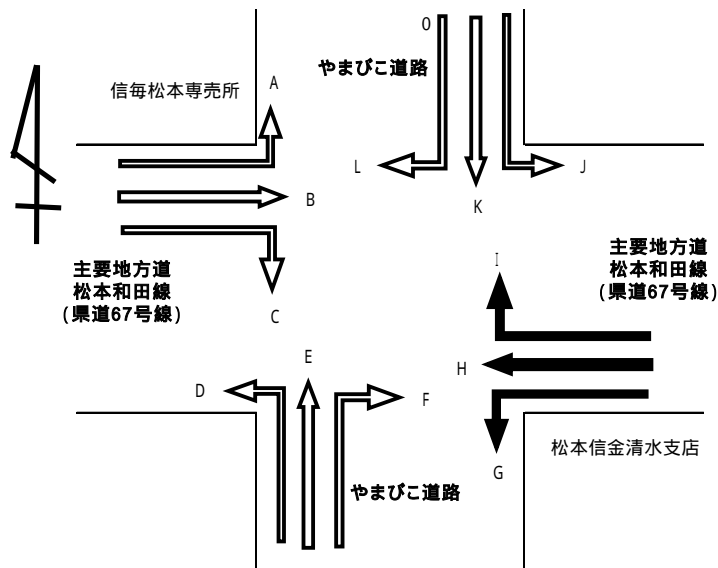 O
やまびこ道路
信毎松本専売所
A
L
J
B
K
主要地方道
松本和田線
(県道67号線)
I
主要地方道
松本和田線
(県道67号線)
C
E
H
D
F
松本信金清水支店
G
やまびこ道路